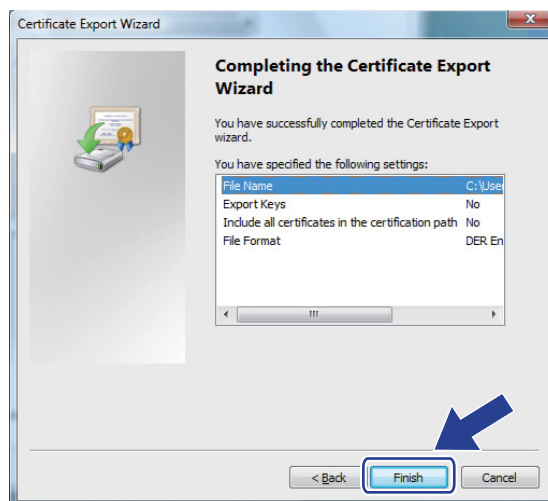 Certificate Export Wizard
Completing the Certificate Export
Wizard
You have successfully completed the Certificate Export
wizard.
You have specified the following settings:
File Name C:\User
Export Keys No
Include all certificates in the certification path No
File Format DER En
< Back Finish Cancel